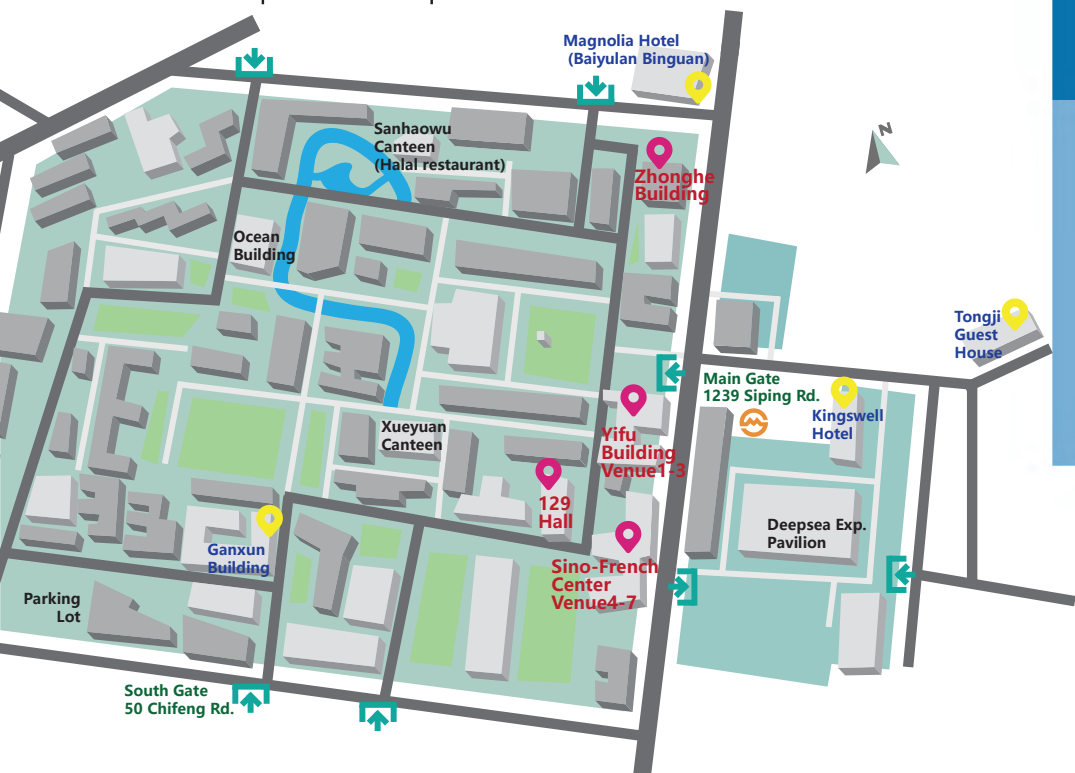 Magnolia Hotel
(Baiyulan Binguan)
N
Sanhaowu
Canteen
(Halal restaurant)
Zhonghe
Building
Ocean
Building
Tongji
Guest
House
Main Gate
1239 Siping Rd.
Kingswell
Hotel
Xueyuan
Canteen
Yifu
Building
Venue1-3
129
Hall
Deepsea Exp.
Pavilion
Ganxun
Building
Sino-French
Center
Venue4-7
Parking
Lot
South Gate
50 Chifeng Rd.